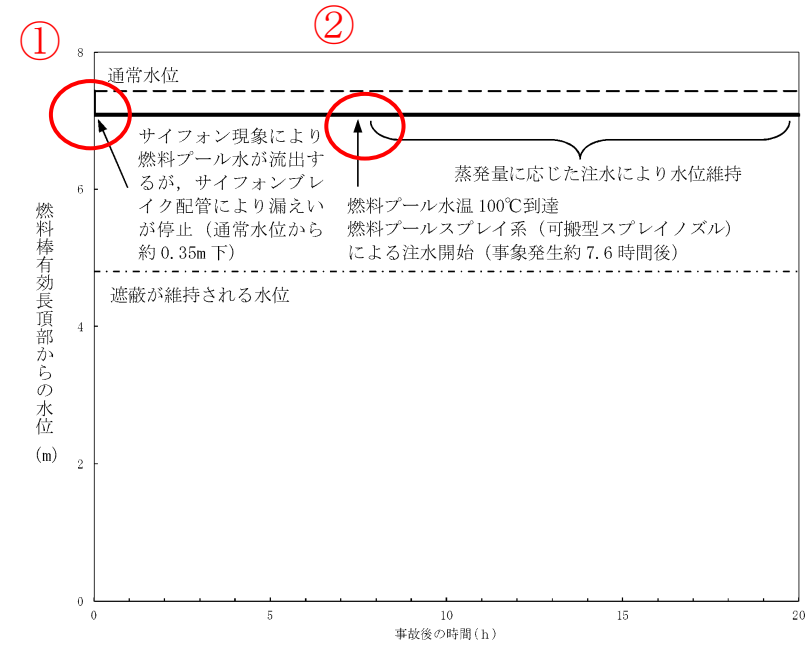 ①
②
8
通常水位
サイフォン現象により
燃料プール水が流出す
るが，サイフォンブレ
イク配管により漏えい
が停止（通常水位から
約 0.35m 下）
蒸発量に応じた注水により水位維持
燃料プール水温 100℃到達
燃料プールスプレイ系（可搬型スプレイノズル）
による注水開始（事象発生約 7.6 時間後）
6
遮蔽が維持される水位
4
2
0
燃料棒有効長頂部からの水位(m)
0 5 10 15 20
事故後の時間(h)